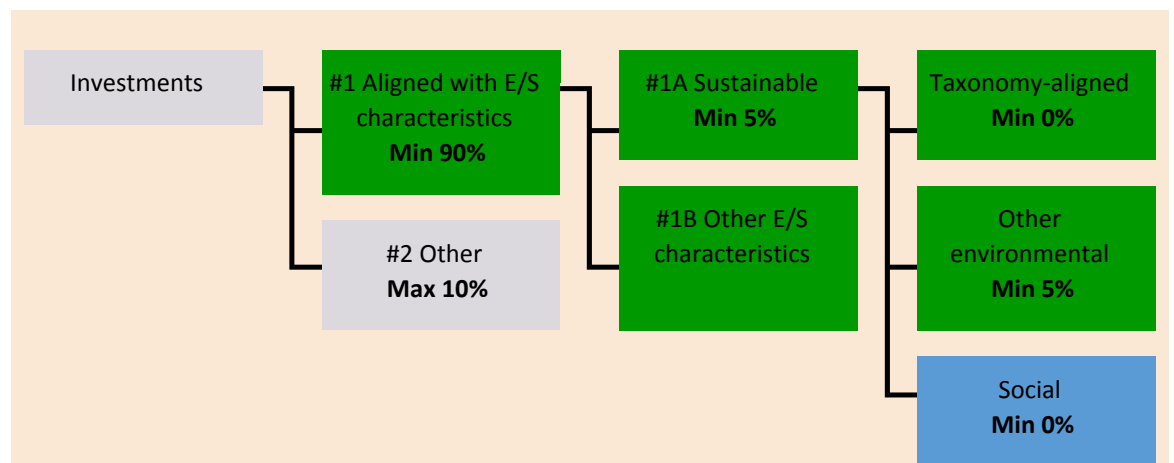 Investments
#1 Aligned with E/S
characteristics
Min 90%
#2 Other
Max 10%
#1A Sustainable
Min 5%
#1B Other E/S
characteristics
Taxonomy-aligned
Min 0%
Other
environmental
Min 5%
Social
Min 0%